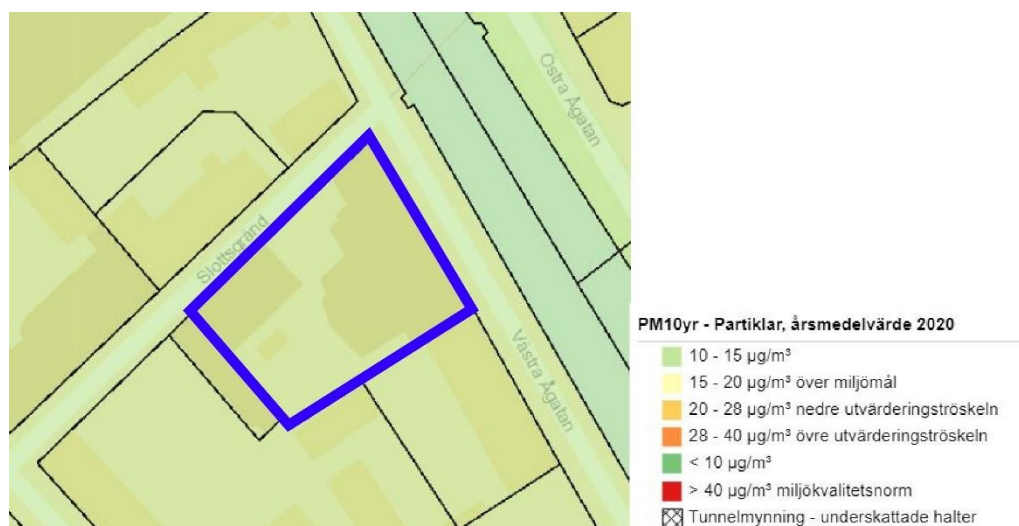 Östra Ågatan
Slottsgränd
Västra Ågatan
PM10yr - Partiklar, årsmedelvärde 2020
10 - 15 µg/m³
15 - 20 µg/m³ över miljömål
20 - 28 µg/m³ nedre utvärderingströskeln
28 - 40 µg/m³ övre utvärderingströskeln
< 10 µg/m³
> 40 µg/m³ miljökvalitetsnorm
Tunnelmynning - underskattade halter